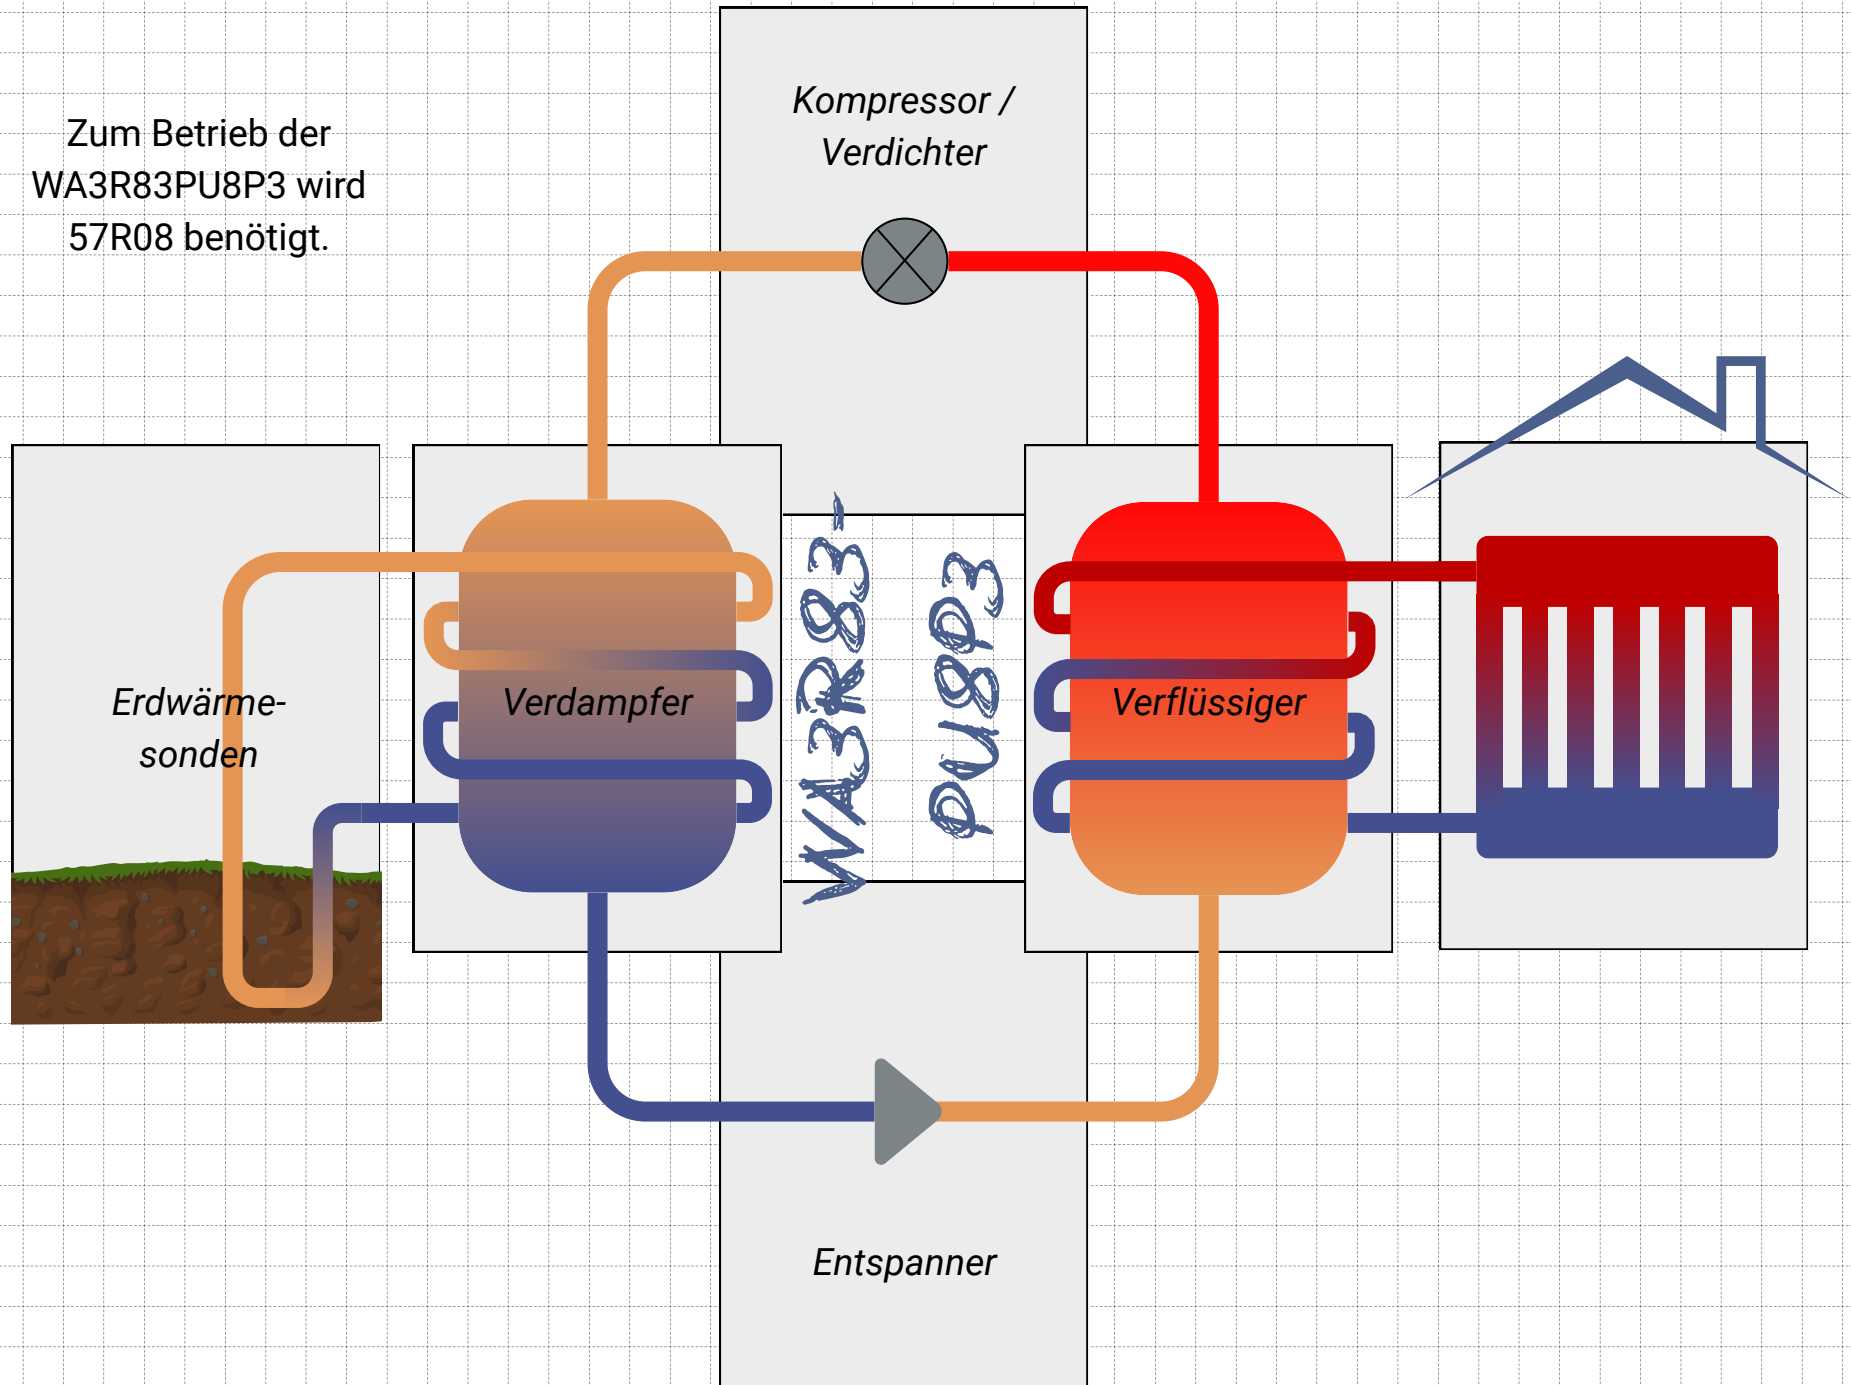 Kompressor /
Verdichter
Zum Betrieb der
WA3R83PU8P3 wird
57R08 benötigt.
Erdwärme-
sonden
Verdampfer
WA3R83-
PU8P3
Verflüssiger
Entspanner